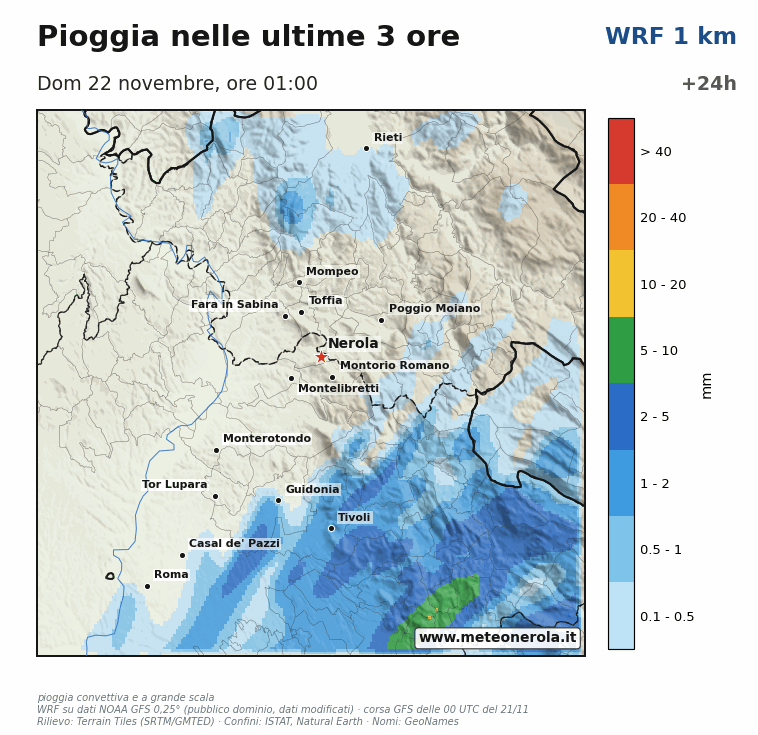 Pioggia nelle ultime 3 ore
WRF 1 km
Dom 22 novembre, ore 01:00
+24h
Rieti
Mompeo
Fara in Sabina
Toffia
Poggio Moiano
Nerola
Montorio Romano
Montelibretti
Monterotondo
Tor Lupara
Guidonia
Tivoli
Casal de' Pazzi
Roma
www.meteonerola.it
> 40
20 - 40
10 - 20
5 - 10
2 - 5
1 - 2
0.5 - 1
0.1 - 0.5
mm
pioggia convettiva e a grande scala
WRF su dati NOAA GFS 0,25° (pubblico dominio, dati modificati) · corsa GFS delle 00 UTC del 21/11
Rilievo: Terrain Tiles (SRTM/GMTED) · Confini: ISTAT, Natural Earth · Nomi: GeoNames